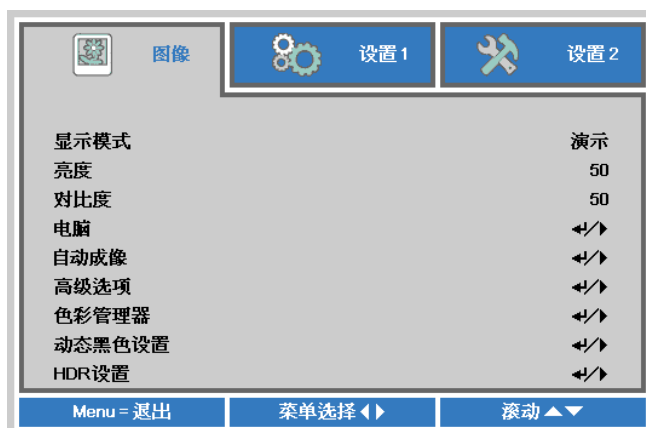 图像 设置 1 设置 2
显示模式 演示
亮度 50
对比度 50
电脑 ↵/▶
自动成像 ↵/▶
高级选项 ↵/▶
色彩管理器 ↵/▶
动态黑色设置 ↵/▶
HDR设置 ↵/▶
Menu = 退出 菜单选择 ◀▶ 滚动 ▲▼